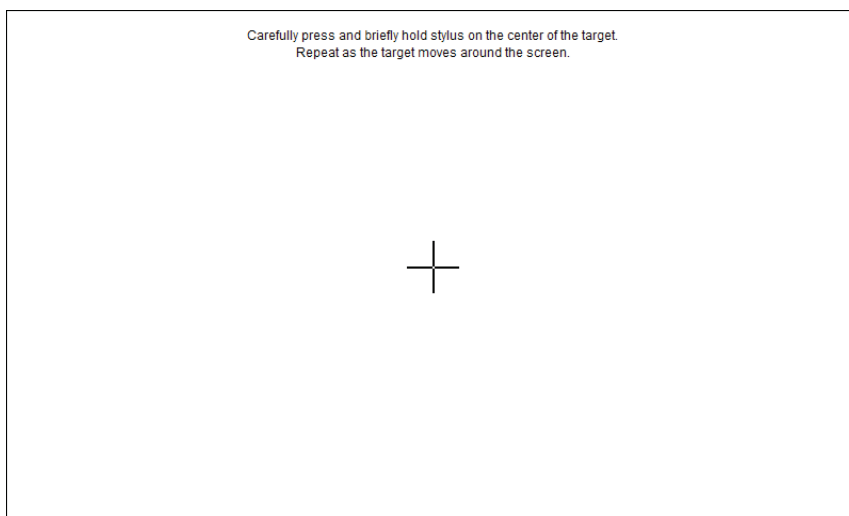 Carefully press and briefly hold stylus on the center of the target.
Repeat as the target moves around the screen.